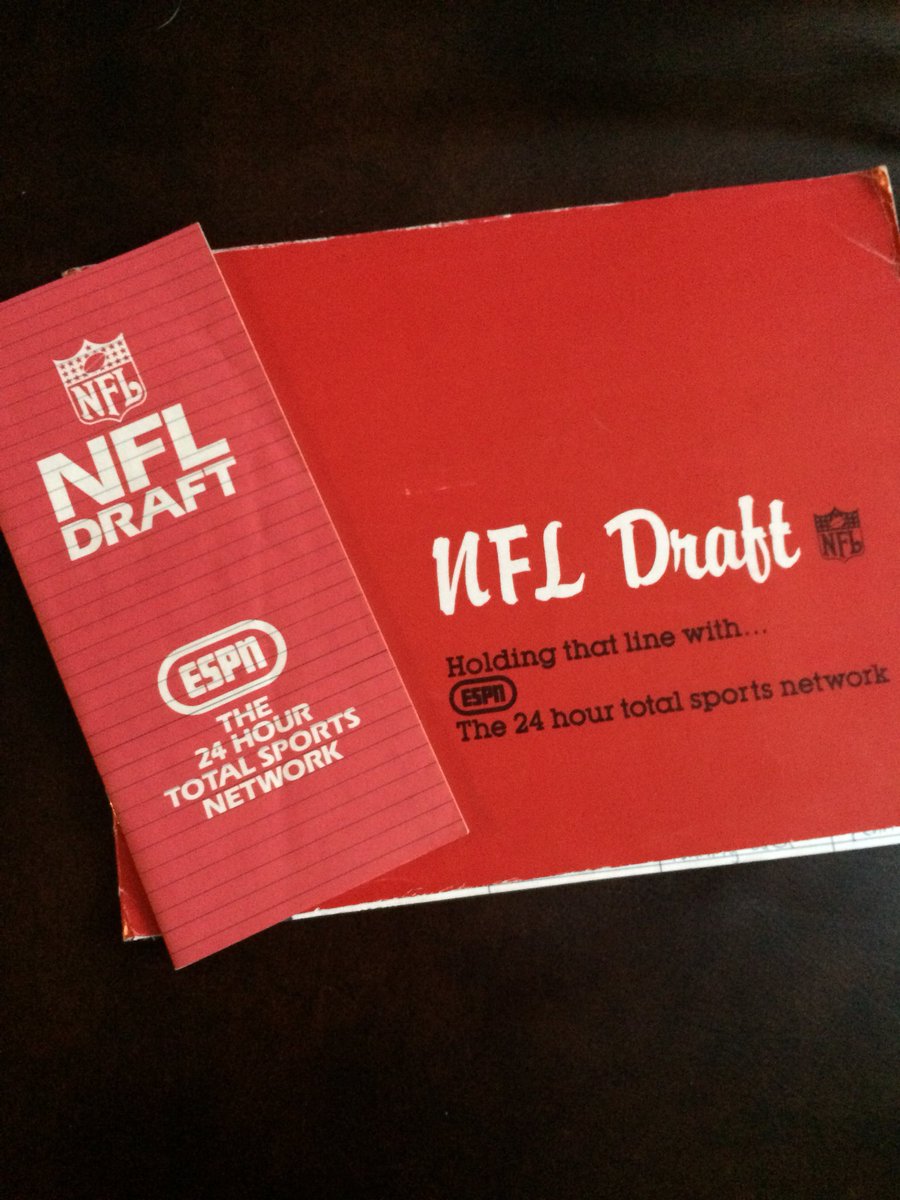 NFL
NFL
DRAFT
ESPN
THE
24 HOUR
TOTAL SPORTS
NETWORK
NFL Draft
NFL
Holding that line with...
ESPN
The 24 hour total sports network